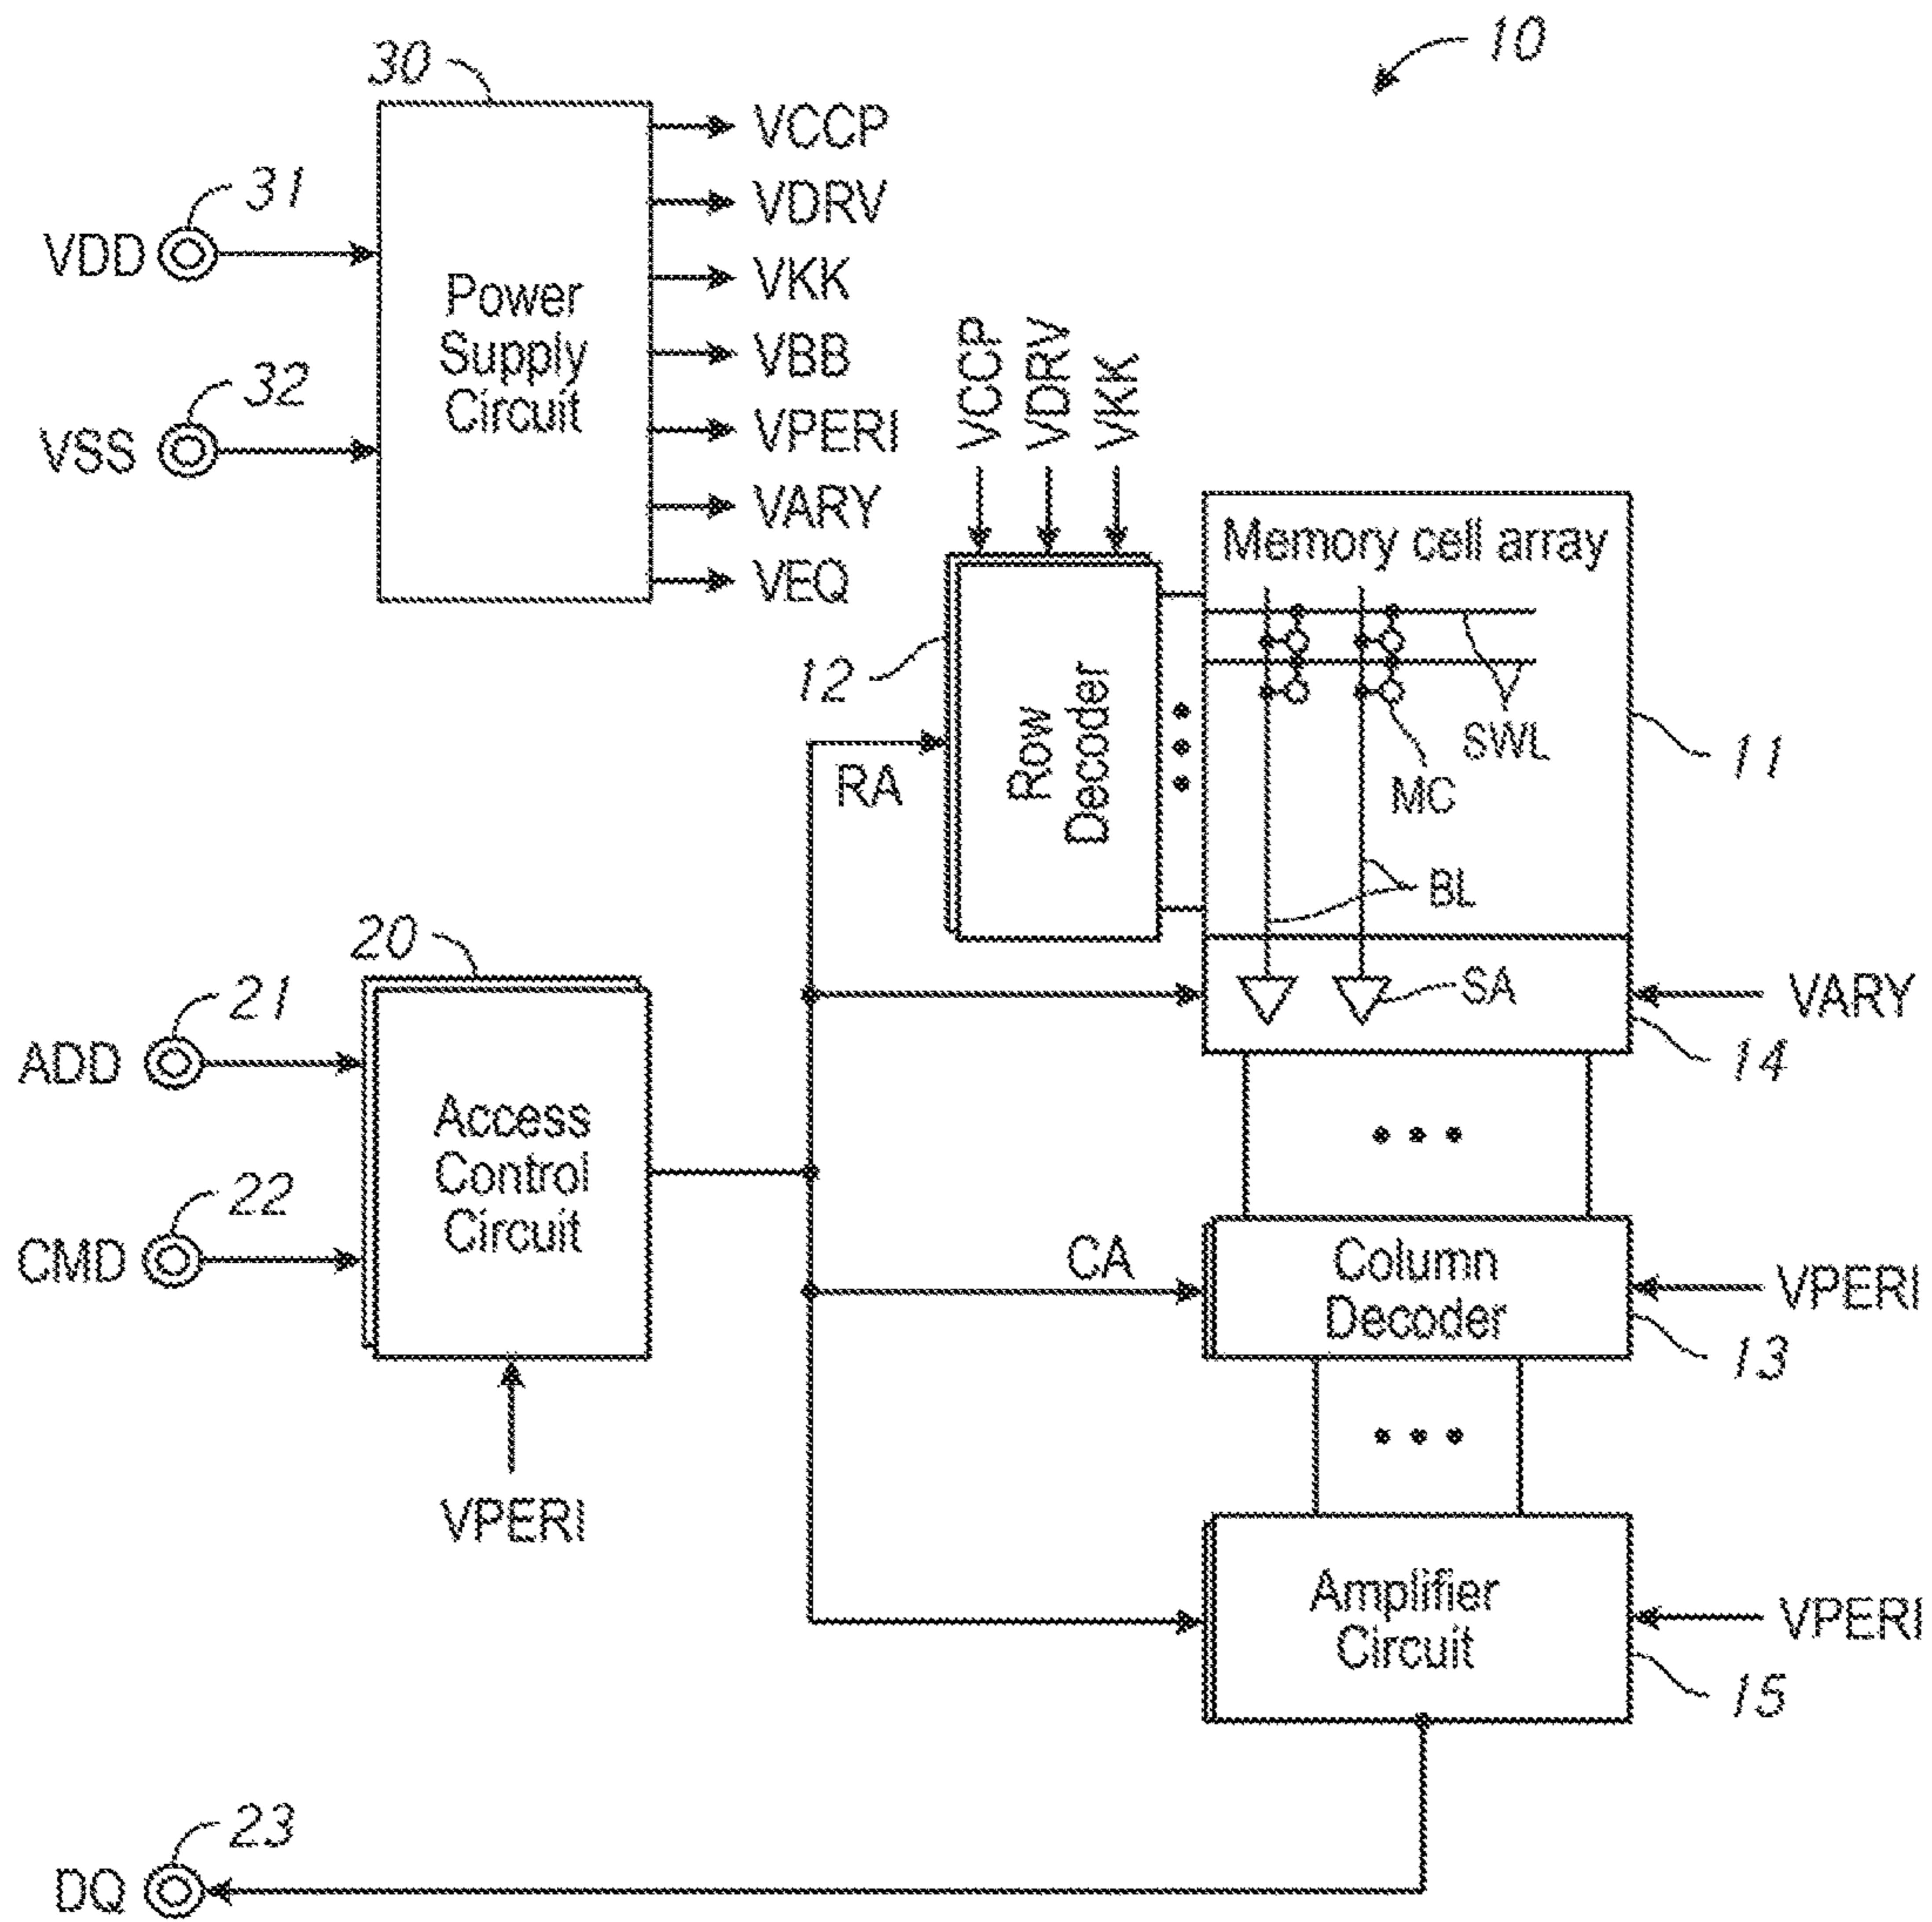 10
30
VCCP
31
VDRV
VDD
VKK
Power
Supply
Circuit
VBB
32
VSS
VPERI
VARY
VEQ
VCCP
VDRV
VKK
Memory cell array
12
Row
Decoder
SWL
11
RA
MC
BL
20
21
SA
VARY
ADD
14
Access
Control
Circuit
22
CMD
CA
Column
Decoder
VPERI
13
VPERI
Amplifier
Circuit
VPERI
15
23
DQ